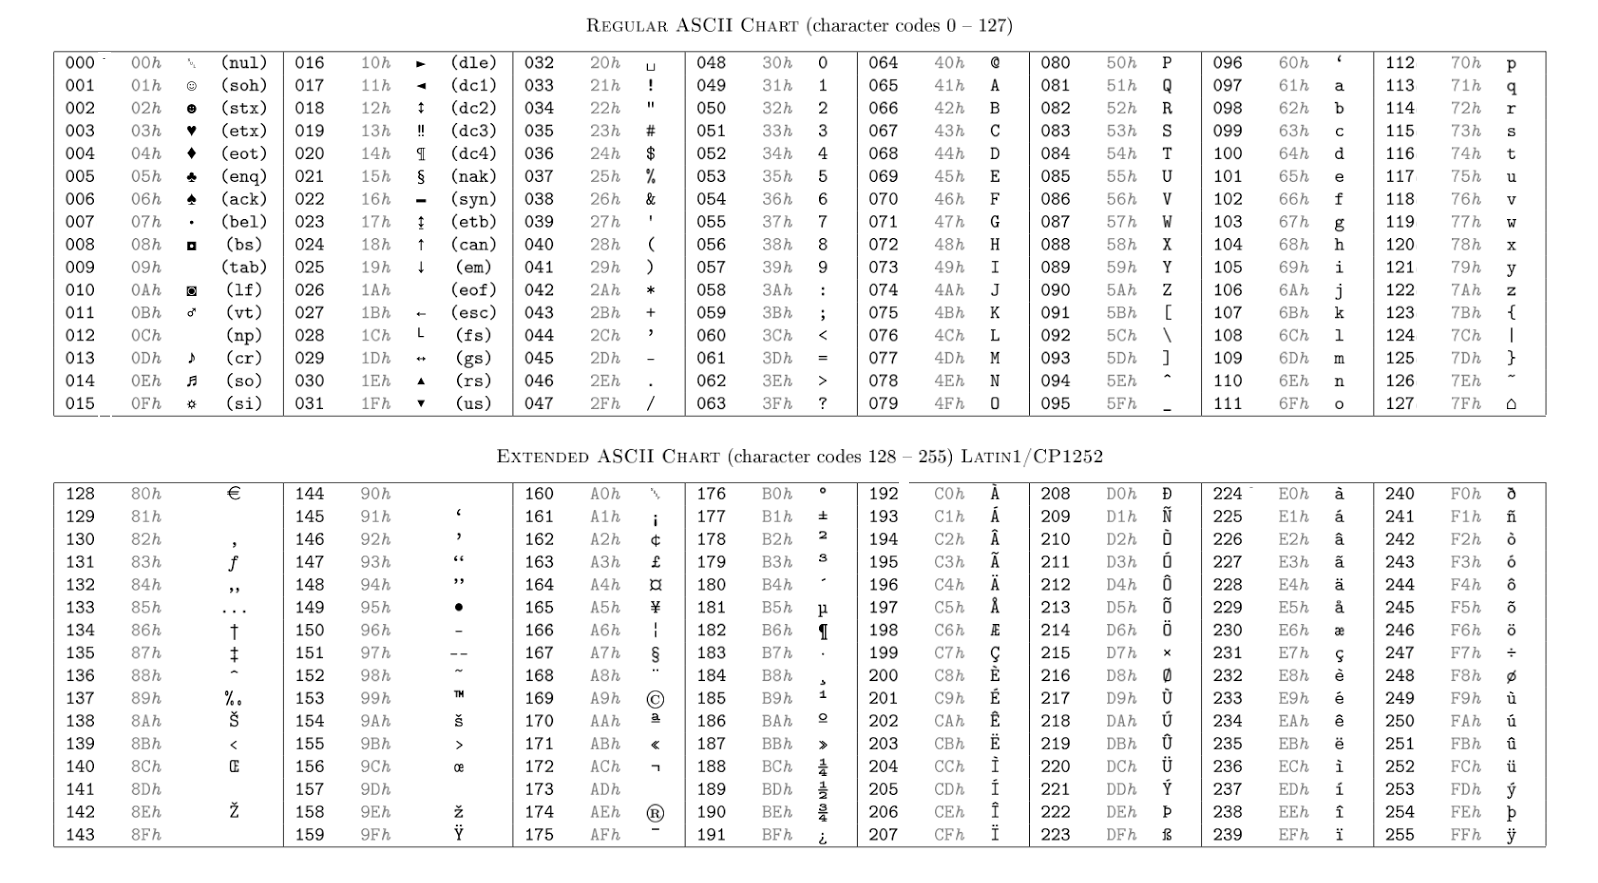 REGULAR ASCII CHART (character codes 0 – 127)
000 00h ␀ (nul) 016 10h ► (dle) 032 20h ␣ 048 30h 0 064 40h @ 080 50h P 096 60h ‘ 112 70h p
001 01h ☺ (soh) 017 11h ◄ (dc1) 033 21h ! 049 31h 1 065 41h A 081 51h Q 097 61h a 113 71h q
002 02h ☻ (stx) 018 12h ↕ (dc2) 034 22h " 050 32h 2 066 42h B 082 52h R 098 62h b 114 72h r
003 03h ♥ (etx) 019 13h ‼ (dc3) 035 23h # 051 33h 3 067 43h C 083 53h S 099 63h c 115 73h s
004 04h ♦ (eot) 020 14h ¶ (dc4) 036 24h $ 052 34h 4 068 44h D 084 54h T 100 64h d 116 74h t
005 05h ♣ (enq) 021 15h § (nak) 037 25h % 053 35h 5 069 45h E 085 55h U 101 65h e 117 75h u
006 06h ♠ (ack) 022 16h ▬ (syn) 038 26h & 054 36h 6 070 46h F 086 56h V 102 66h f 118 76h v
007 07h • (bel) 023 17h ↨ (etb) 039 27h ' 055 37h 7 071 47h G 087 57h W 103 67h g 119 77h w
008 08h ◘ (bs) 024 18h ↑ (can) 040 28h ( 056 38h 8 072 48h H 088 58h X 104 68h h 120 78h x
009 09h (tab) 025 19h ↓ (em) 041 29h ) 057 39h 9 073 49h I 089 59h Y 105 69h i 121 79h y
010 0Ah ◙ (lf) 026 1Ah (eof) 042 2Ah * 058 3Ah : 074 4Ah J 090 5Ah Z 106 6Ah j 122 7Ah z
011 0Bh ♂ (vt) 027 1Bh ← (esc) 043 2Bh + 059 3Bh ; 075 4Bh K 091 5Bh [ 107 6Bh k 123 7Bh {
012 0Ch (np) 028 1Ch ∟ (fs) 044 2Ch , 060 3Ch < 076 4Ch L 092 5Ch \ 108 6Ch l 124 7Ch |
013 0Dh ♪ (cr) 029 1Dh ↔ (gs) 045 2Dh - 061 3Dh = 077 4Dh M 093 5Dh ] 109 6Dh m 125 7Dh }
014 0Eh ♬ (so) 030 1Eh ▲ (rs) 046 2Eh . 062 3Eh > 078 4Eh N 094 5Eh ^ 110 6Eh n 126 7Eh ~
015 0Fh ☼ (si) 031 1Fh ▼ (us) 047 2Fh / 063 3Fh ? 079 4Fh O 095 5Fh _ 111 6Fh o 127 7Fh ⌂
EXTENDED ASCII CHART (character codes 128 – 255) LATIN1/CP1252
128 80h € 144 90h 160 A0h ␀ 176 B0h ° 192 C0h À 208 D0h Ð 224 E0h à 240 F0h ð
129 81h 145 91h ‘ 161 A1h ¡ 177 B1h ± 193 C1h Á 209 D1h Ñ 225 E1h á 241 F1h ñ
130 82h ‚ 146 92h ’ 162 A2h ¢ 178 B2h ² 194 C2h Â 210 D2h Ò 226 E2h â 242 F2h ò
131 83h ƒ 147 93h “ 163 A3h £ 179 B3h ³ 195 C3h Ã 211 D3h Ó 227 E3h ã 243 F3h ó
132 84h „ 148 94h ” 164 A4h ¤ 180 B4h ´ 196 C4h Ä 212 D4h Ô 228 E4h ä 244 F4h ô
133 85h ... 149 95h • 165 A5h ¥ 181 B5h µ 197 C5h Å 213 D5h Õ 229 E5h å 245 F5h õ
134 86h † 150 96h – 166 A6h ¦ 182 B6h ¶ 198 C6h Æ 214 D6h Ö 230 E6h æ 246 F6h ö
135 87h ‡ 151 97h -- 167 A7h § 183 B7h · 199 C7h Ç 215 D7h × 231 E7h ç 247 F7h ÷
136 88h ˆ 152 98h ˜ 168 A8h ¨ 184 B8h ¸ 200 C8h È 216 D8h Ø 232 E8h è 248 F8h ø
137 89h ‰ 153 99h ™ 169 A9h © 185 B9h ¹ 201 C9h É 217 D9h Ù 233 E9h é 249 F9h ù
138 8Ah Š 154 9Ah š 170 AAh ª 186 BAh º 202 CAh Ê 218 DAh Ú 234 EAh ê 250 FAh ú
139 8Bh ‹ 155 9Bh › 171 ABh « 187 BBh » 203 CBh Ë 219 DBh Û 235 EBh ë 251 FBh û
140 8Ch Œ 156 9Ch œ 172 ACh ¬ 188 BCh ¼ 204 CCh Ì 220 DCh Ü 236 ECh ì 252 FCh ü
141 8Dh 157 9Dh 173 ADh 189 BDh ½ 205 CDh Í 221 DDh Ý 237 EDh í 253 FDh ý
142 8Eh Ž 158 9Eh ž 174 AEh ® 190 BEh ¾ 206 CEh Î 222 DEh Þ 238 EEh î 254 FEh þ
143 8Fh 159 9Fh Ÿ 175 AFh ¯ 191 BFh ¿ 207 CFh Ï 223 DFh ß 239 EFh ï 255 FFh ÿ